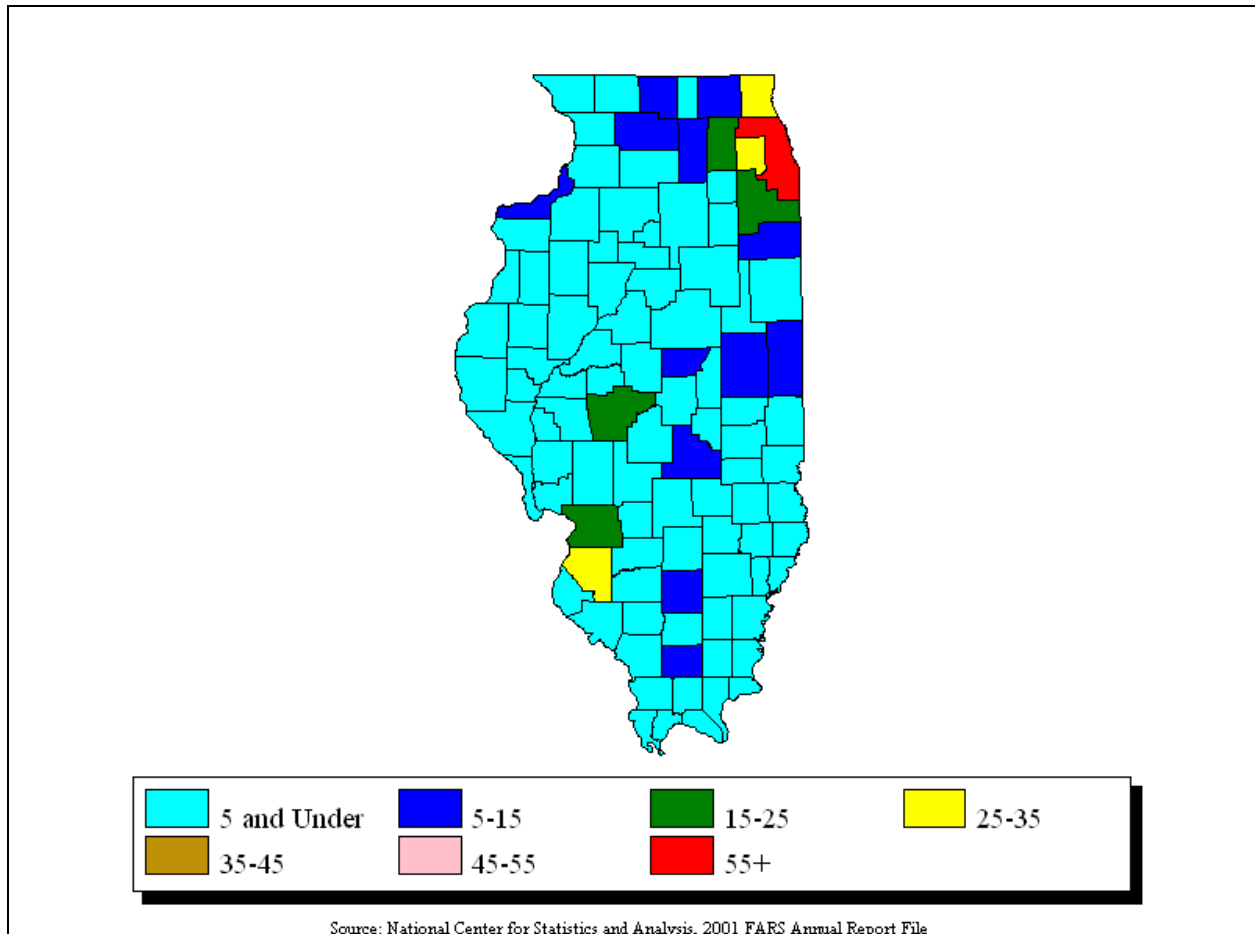 5 and Under 5-15 15-25 25-35
35-45 45-55 55+
Source: National Center for Statistics and Analysis, 2001 FARS Annual Report File